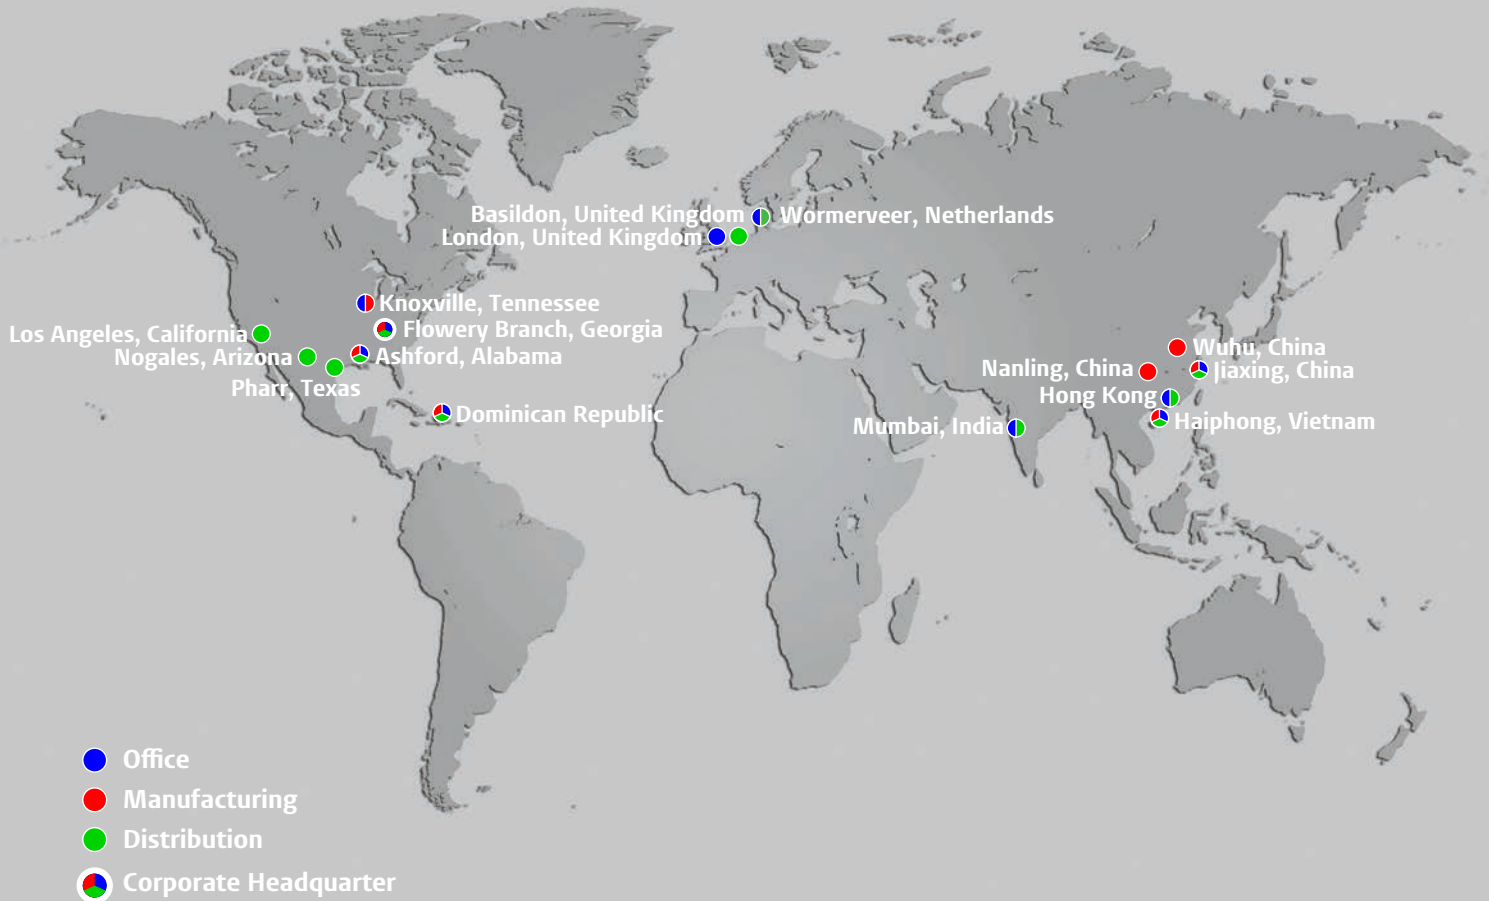 Basildon, United Kingdom
Wormerveer, Netherlands
London, United Kingdom
Knoxville, Tennessee
Flowery Branch, Georgia
Los Angeles, California
Nogales, Arizona
Ashford, Alabama
Pharr, Texas
Dominican Republic
Wuhu, China
Nanling, China
Jiaxing, China
Hong Kong
Haiphong, Vietnam
Mumbai, India
Office
Manufacturing
Distribution
Corporate Headquarter